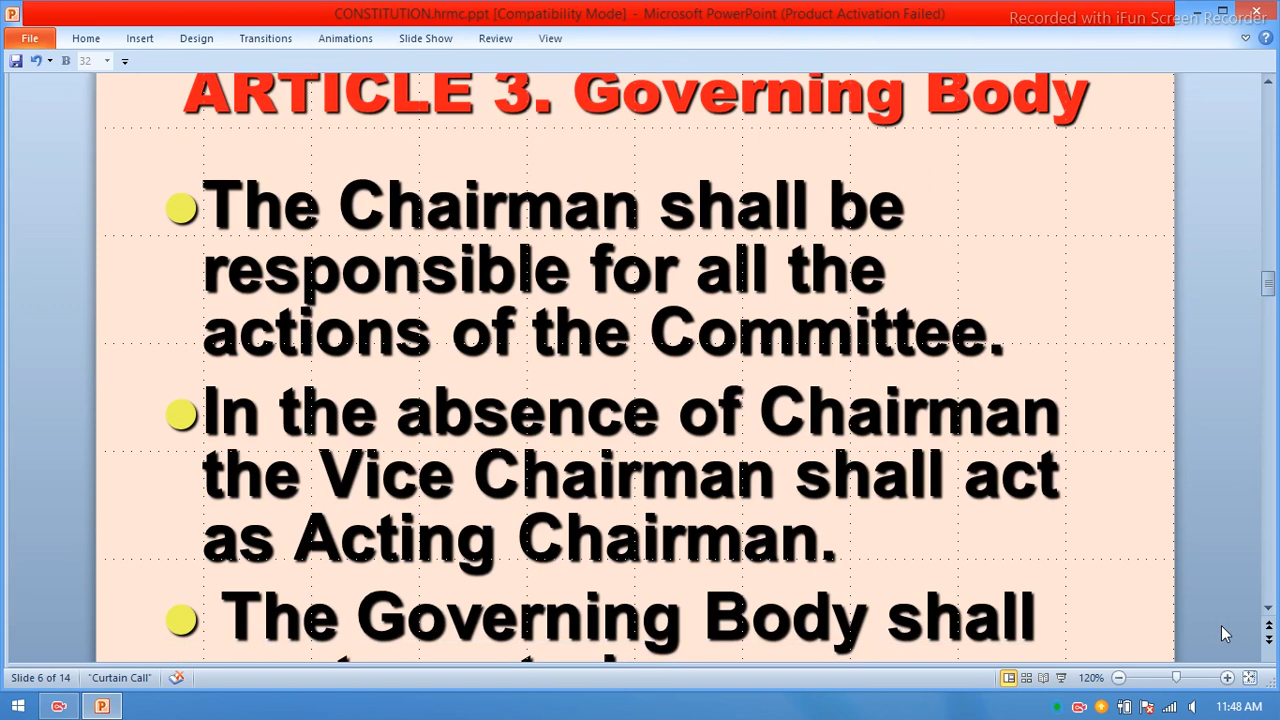 CONSTITUTION.hrmc.ppt [Compatibility Mode] - Microsoft PowerPoint (Product Activation Failed)
Recorded with iFun Screen Recorder
File Home Insert Design Transitions Animations Slide Show Review View
B 32
ARTICLE 3. Governing Body
The Chairman shall be
responsible for all the
actions of the Committee.
In the absence of Chairman
the Vice Chairman shall act
as Acting Chairman.
The Governing Body shall
Slide 6 of 14 "Curtain Call" 120%
11:48 AM